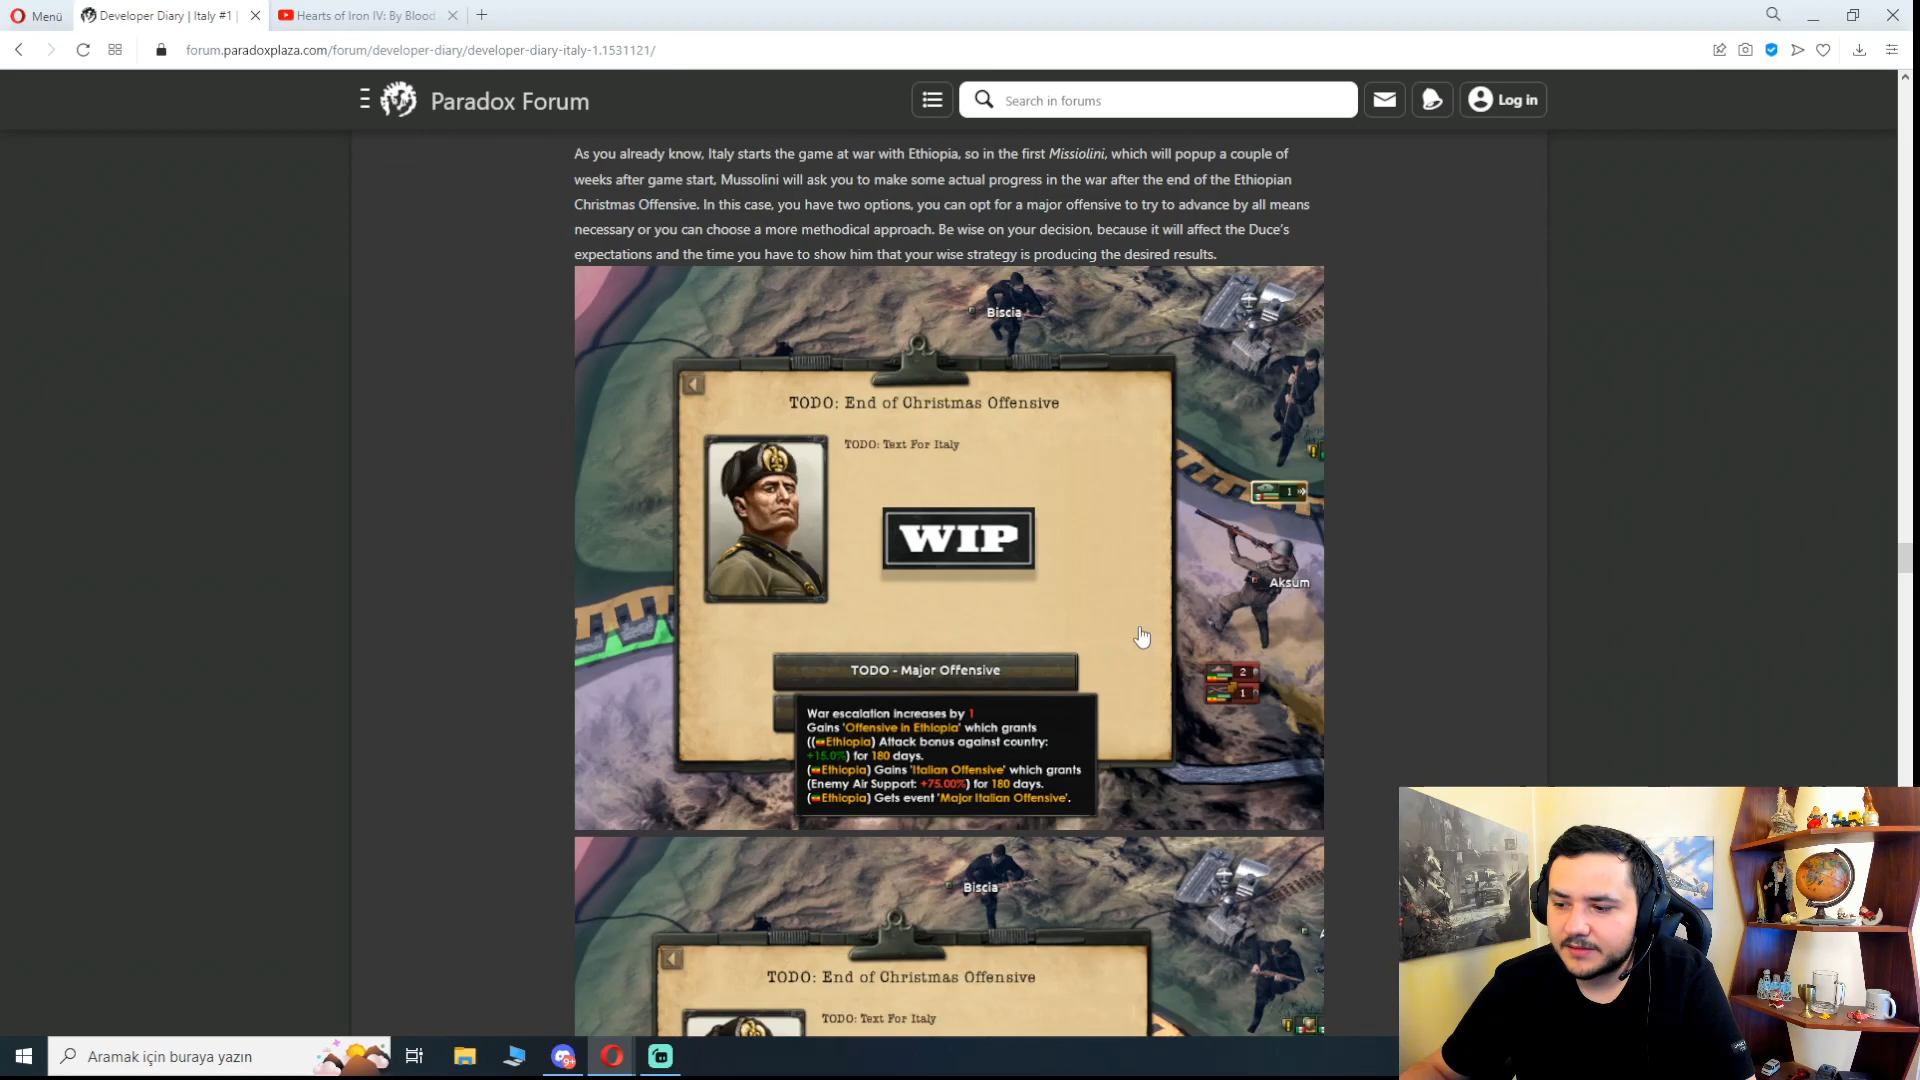 Menü
Developer Diary | Italy #1 |
Hearts of Iron IV: By Blood
forum.paradoxplaza.com/forum/developer-diary/developer-diary-italy-1.1531121/
Paradox Forum
Search in forums
Log in
As you already know, Italy starts the game at war with Ethiopia, so in the first Missiolini, which will popup a couple of
weeks after game start, Mussolini will ask you to make some actual progress in the war after the end of the Ethiopian
Christmas Offensive. In this case, you have two options, you can opt for a major offensive to try to advance by all means
necessary or you can choose a more methodical approach. Be wise on your decision, because it will affect the Duce's
expectations and the time you have to show him that your wise strategy is producing the desired results.
Biscia
TODO: End of Christmas Offensive
TODO: Text For Italy
1
WIP
Aksum
TODO - Major Offensive
2
1
War escalation increases by 1
Gains 'Offensive in Ethiopia' which grants
((Ethiopia) Attack bonus against country:
+15.0%) for 180 days.
(Ethiopia) Gains 'Italian Offensive' which grants
(Enemy Air Support: +75.00%) for 180 days.
(Ethiopia) Gets event 'Major Italian Offensive'.
Biscia
TODO: End of Christmas Offensive
TODO: Text For Italy
Aramak için buraya yazın
9+